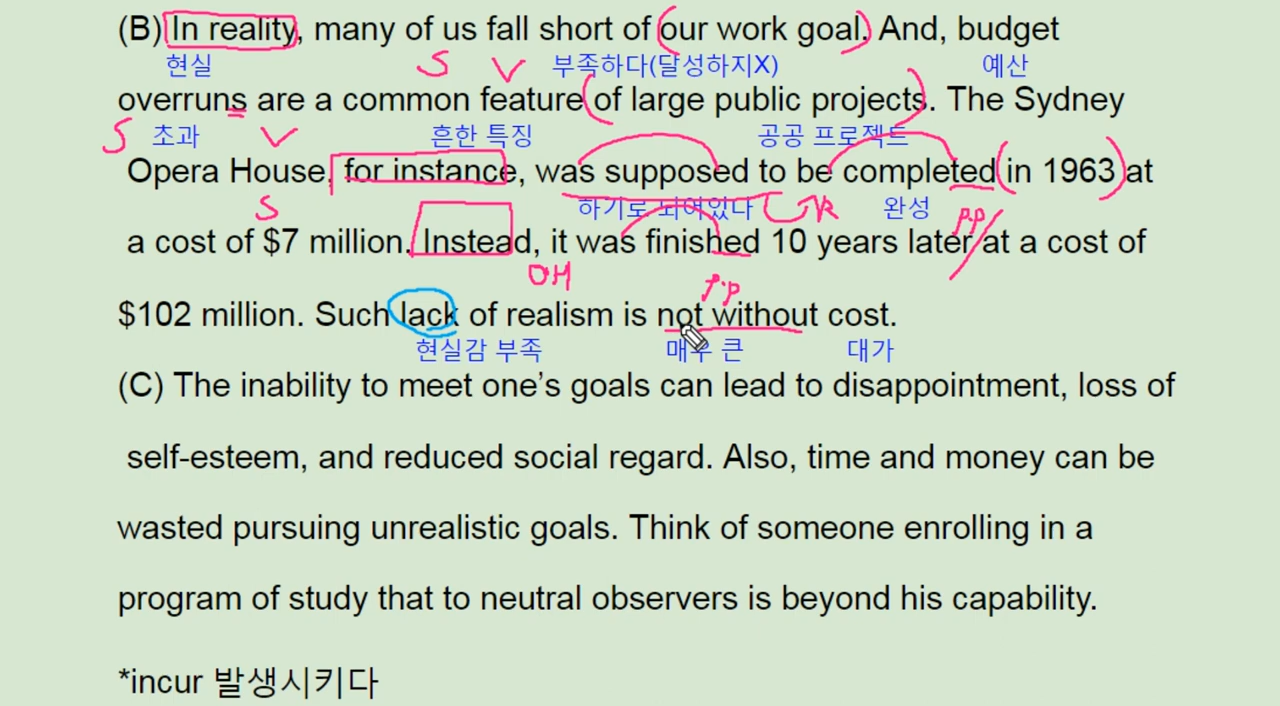 (B) In reality, many of us fall short of our work goal. And, budget
현실 S V 부족하다(달성하지X) 예산
overruns are a common feature of large public projects. The Sydney
S 초과 V 흔한 특징 공공 프로젝트
Opera House, for instance, was supposed to be completed in 1963 at
S 하기로 되어있다 R 완성 p.p
a cost of $7 million. Instead, it was finished 10 years later at a cost of
OH p.p
$102 million. Such lack of realism is not without cost.
현실감 부족 매우 큰 대가
(C) The inability to meet one’s goals can lead to disappointment, loss of
self-esteem, and reduced social regard. Also, time and money can be
wasted pursuing unrealistic goals. Think of someone enrolling in a
program of study that to neutral observers is beyond his capability.
*incur 발생시키다